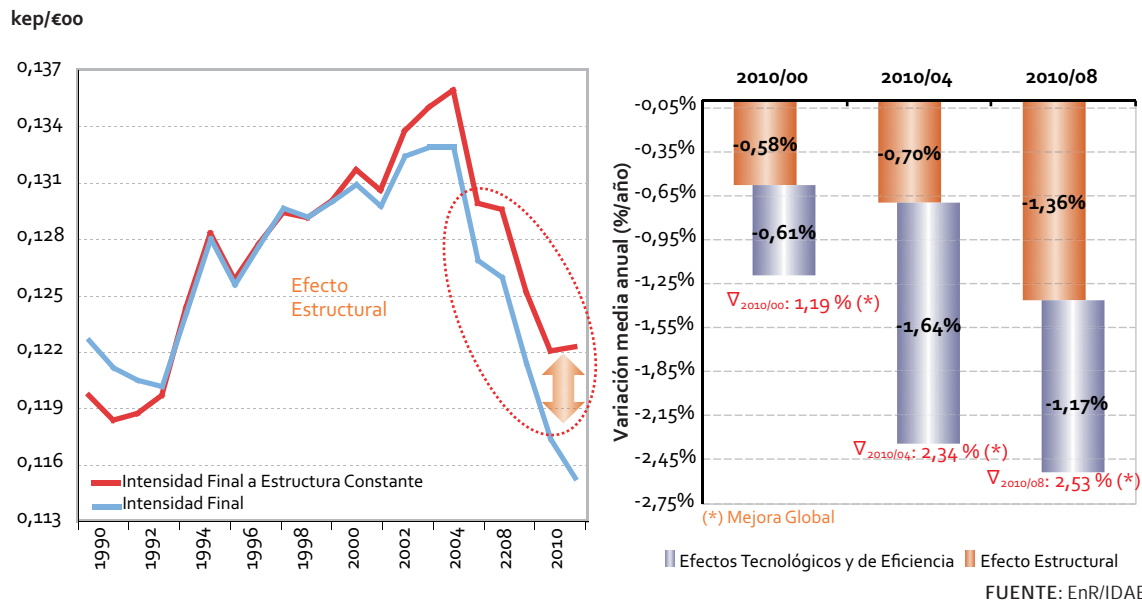 kep/€00
0,137
0,134
0,131
0,128
0,125
0,122
0,119
0,116
0,113
Efecto
Estructural
Intensidad Final a Estructura Constante
Intensidad Final
1990
1992
1994
1996
1998
2000
2002
2004
2208
2010
2010/00
2010/04
2010/08
Variación media anual (%/año)
-0,05%
-0,35%
-0,65%
-0,95%
-1,25%
-1,55%
-1,85%
-2,15%
-2,45%
-2,75%
-0,58%
-0,70%
-1,36%
-0,61%
-1,64%
-1,17%
∇2010/00: 1,19 % (*)
∇2010/04: 2,34 % (*)
∇2010/08: 2,53 % (*)
(*) Mejora Global
Efectos Tecnológicos y de Eficiencia
Efecto Estructural
FUENTE: EnR/IDAE